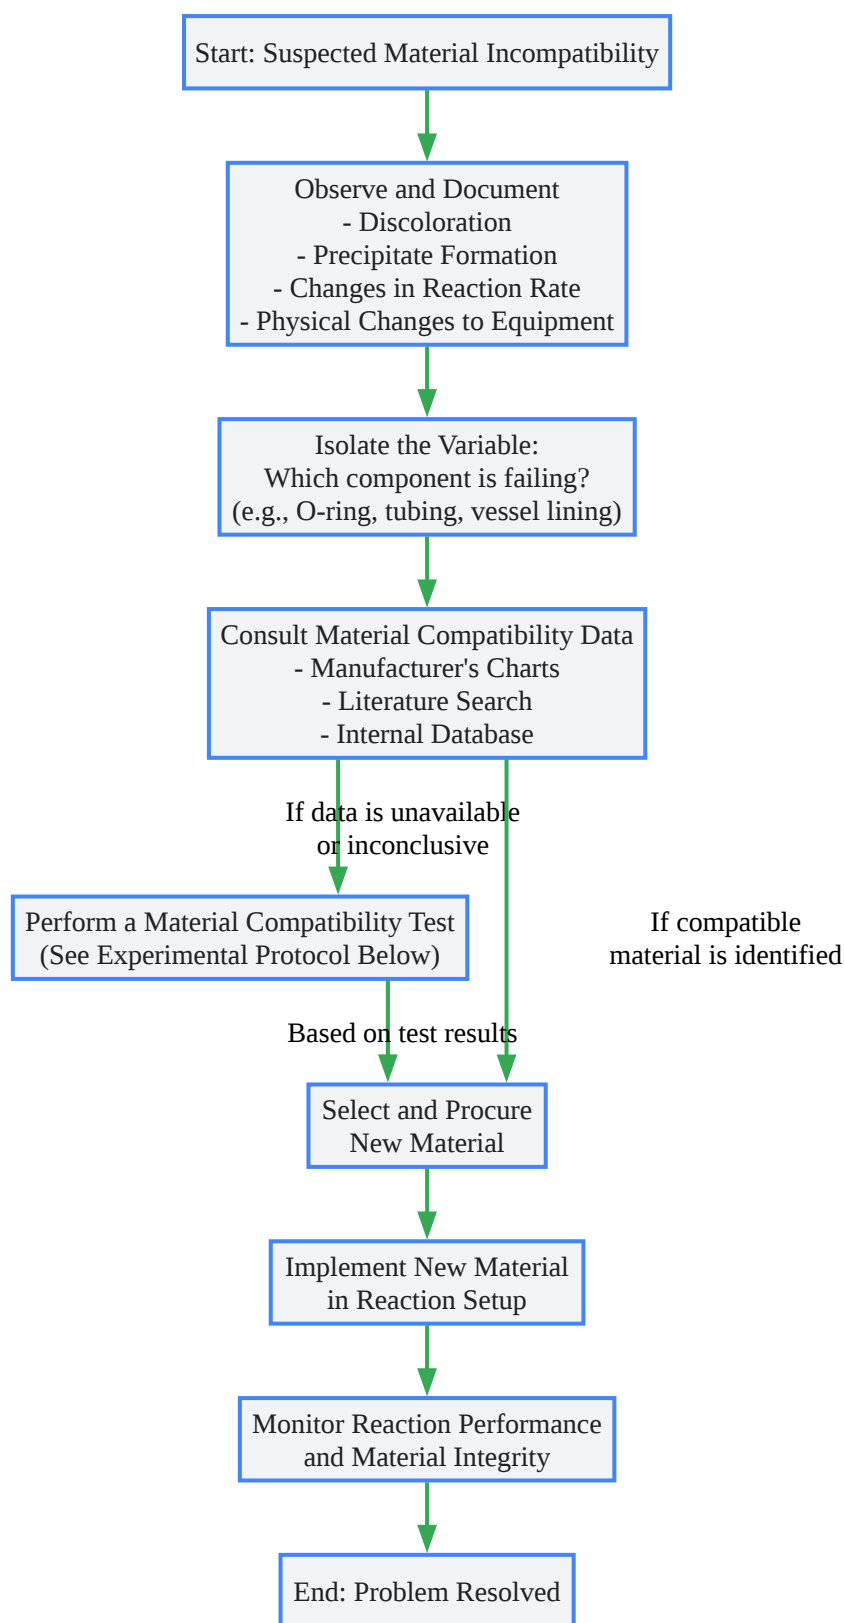 Start: Suspected Material Incompatibility
Observe and Document
- Discoloration
- Precipitate Formation
- Changes in Reaction Rate
- Physical Changes to Equipment
Isolate the Variable:
Which component is failing?
(e.g., O-ring, tubing, vessel lining)
Consult Material Compatibility Data
- Manufacturer's Charts
- Literature Search
- Internal Database
If data is unavailable
or inconclusive
Perform a Material Compatibility Test
(See Experimental Protocol Below)
If compatible
material is identified
Based on test results
Select and Procure
New Material
Implement New Material
in Reaction Setup
Monitor Reaction Performance
and Material Integrity
End: Problem Resolved